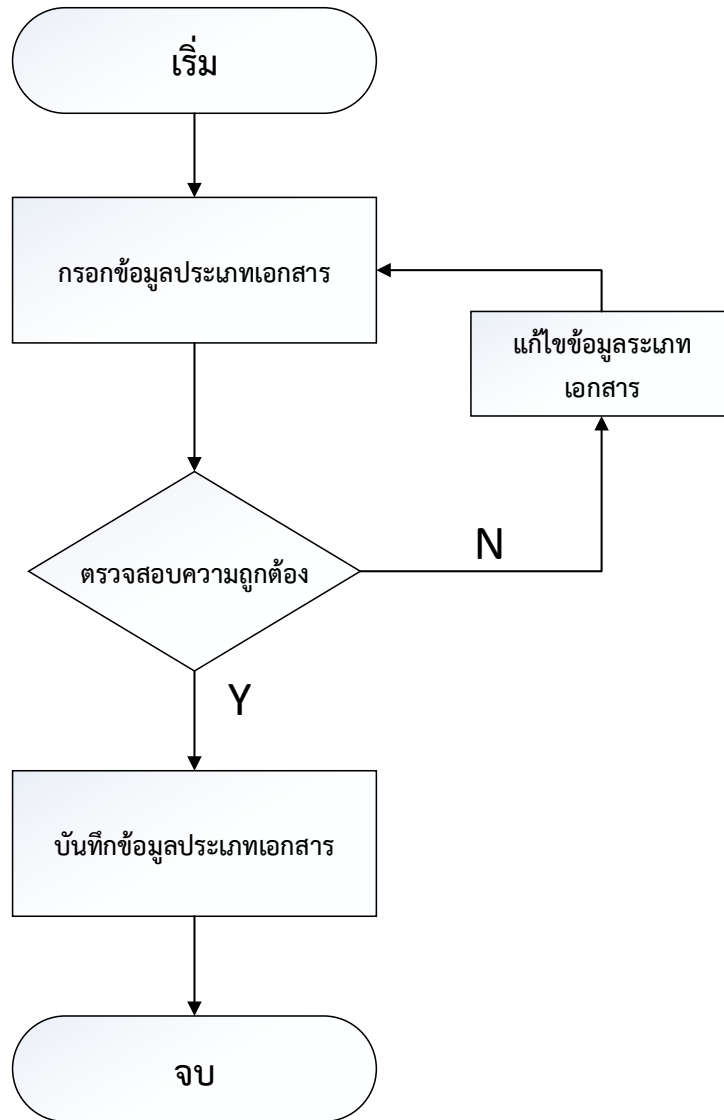 เริ่ม
กรอกข้อมูลประเภทเอกสาร
แก้ไขข้อมูลระเภท
เอกสาร
ตรวจสอบความถูกต้อง
N
Y
บันทึกข้อมูลประเภทเอกสาร
จบ